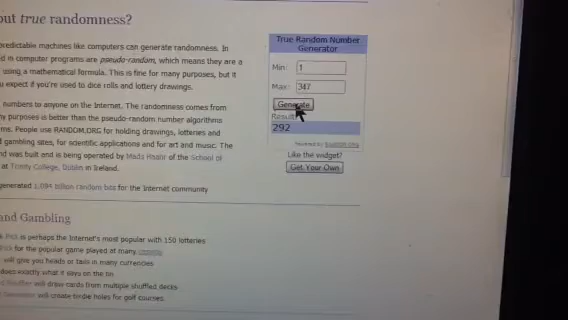 out true randomness?
predictable machines like computers can generate randomness. In
d in computer programs are pseudo-random, which means they are a
using a mathematical formula. This is fine for many purposes, but it
u expect if you're used to dice rolls and lottery drawings.
numbers to anyone on the Internet. The randomness comes from
ny purposes is better than the pseudo-random number algorithms
ms. People use RANDOM.ORG for holding drawings, lotteries and
d gambling sites, for scientific applications and for art and music. The
nd was built and is being operated by Mads Haahr of the School of
at Trinity College, Dublin in Ireland.
generated 1,094 billion random bits for the Internet community
and Gambling
Pick is perhaps the Internet's most popular with 150 lotteries
Pick for the popular game played at many
will give you heads or tails in many currencies
does exactly what it says on the tin
Shuffler will draw cards from multiple shuffled decks
will create birdie holes for golf courses
True Random Number
Generator
Min: 1
Max: 347
Generate
Result:
292
Powered by RANDOM.ORG
Like the widget?
Get Your Own